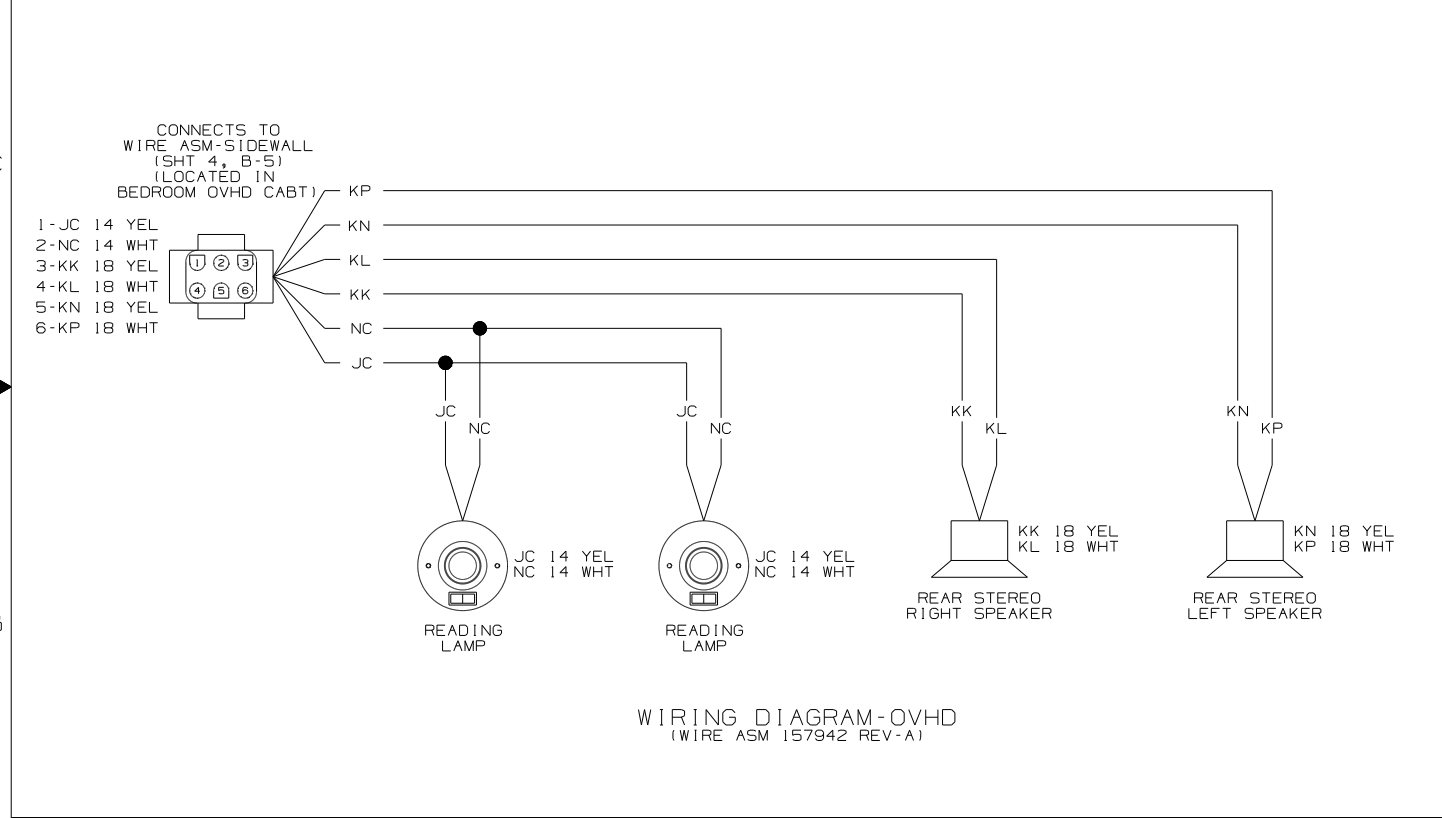 CONNECTS TO
WIRE ASM-SIDEWALL
(SHT 4, B-5)
(LOCATED IN
BEDROOM OVHD CABT)
1-JC 14 YEL
2-NC 14 WHT
3-KK 18 YEL
4-KL 18 WHT
5-KN 18 YEL
6-KP 18 WHT
1 2 3
4 5 6
KP
KN
KL
KK
NC
JC
JC
NC
JC
NC
KK
KL
KN
KP
JC 14 YEL
NC 14 WHT
READING
LAMP
JC 14 YEL
NC 14 WHT
READING
LAMP
KK 18 YEL
KL 18 WHT
REAR STEREO
RIGHT SPEAKER
KN 18 YEL
KP 18 WHT
REAR STEREO
LEFT SPEAKER
WIRING DIAGRAM-OVHD
(WIRE ASM 157942 REV-A)